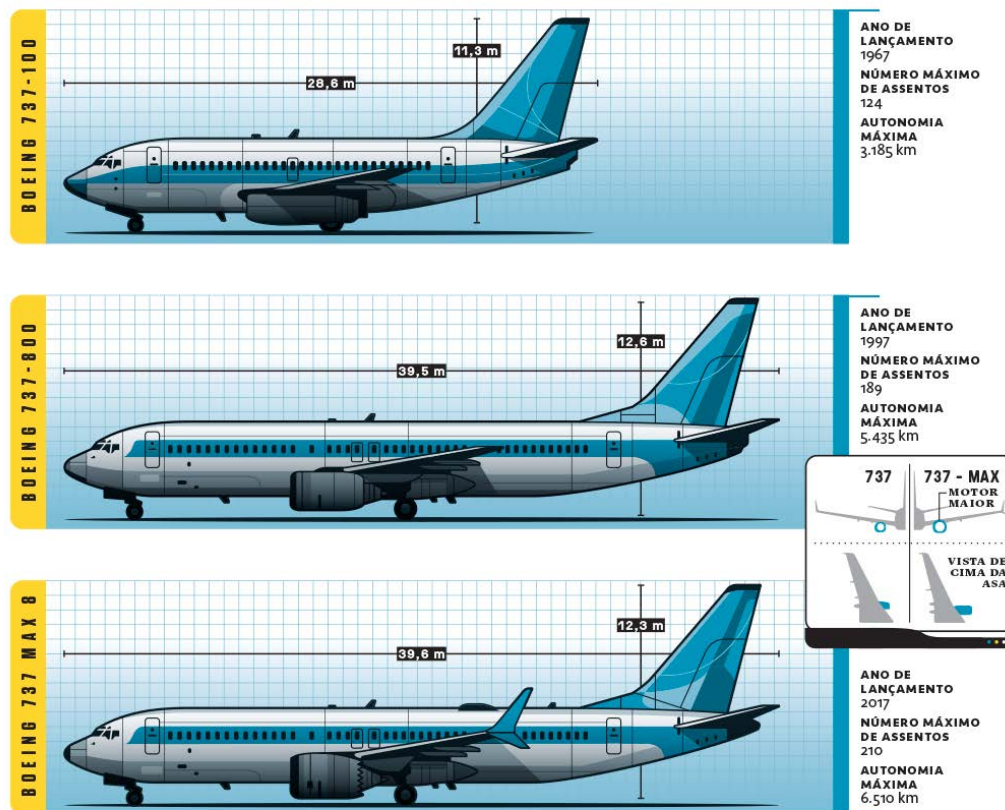 BOEING 737-100
11,3 m
28,6 m
ANO DE
LANÇAMENTO
1967
NÚMERO MÁXIMO
DE ASSENTOS
124
AUTONOMIA
MÁXIMA
3.185 km
BOEING 737-800
12,6 m
39,5 m
ANO DE
LANÇAMENTO
1997
NÚMERO MÁXIMO
DE ASSENTOS
189
AUTONOMIA
MÁXIMA
5.435 km
737
737 - MAX
MOTOR
MAIOR
VISTA DE
CIMA DA
ASA
BOEING 737 MAX 8
12,3 m
39,6 m
ANO DE
LANÇAMENTO
2017
NÚMERO MÁXIMO
DE ASSENTOS
210
AUTONOMIA
MÁXIMA
6.510 km